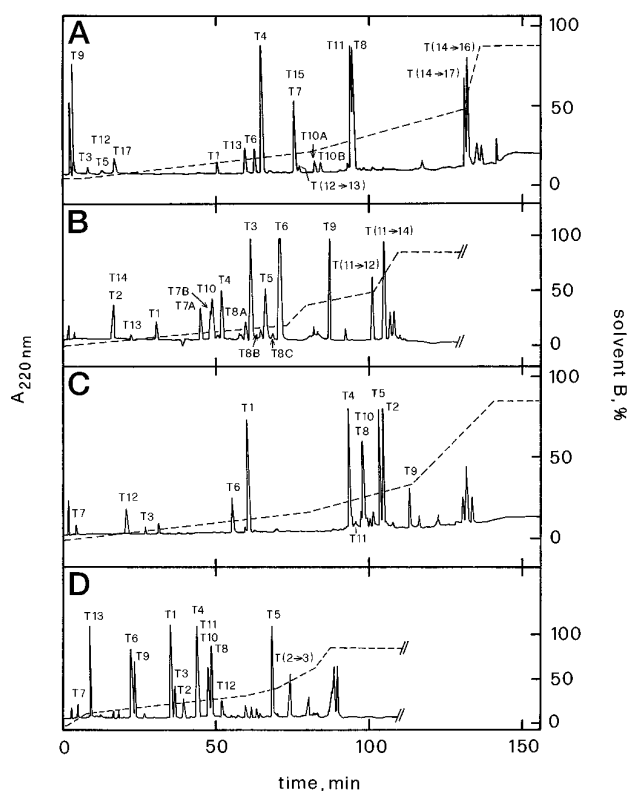 A
T9
T3
T12
T5
T17
T1
T13
T6
T4
T15
T7
T10A
T10B
T(12→13)
T11
T8
T(14→16)
T(14→17)
100
50
0
B
T14
T2
T13
T1
T7B
T7A
T10
T4
T8A
T3
T8B
T5
T8C
T6
T9
T(11→12)
T(11→14)
100
50
0
C
T7
T12
T3
T6
T1
T4
T11
T10
T8
T5
T2
T9
100
50
0
D
T7
T13
T6
T9
T1
T3
T2
T4
T11
T10
T8
T12
T5
T(2→3)
100
50
0
A220 nm
solvent B, %
0
50
100
150
time, min